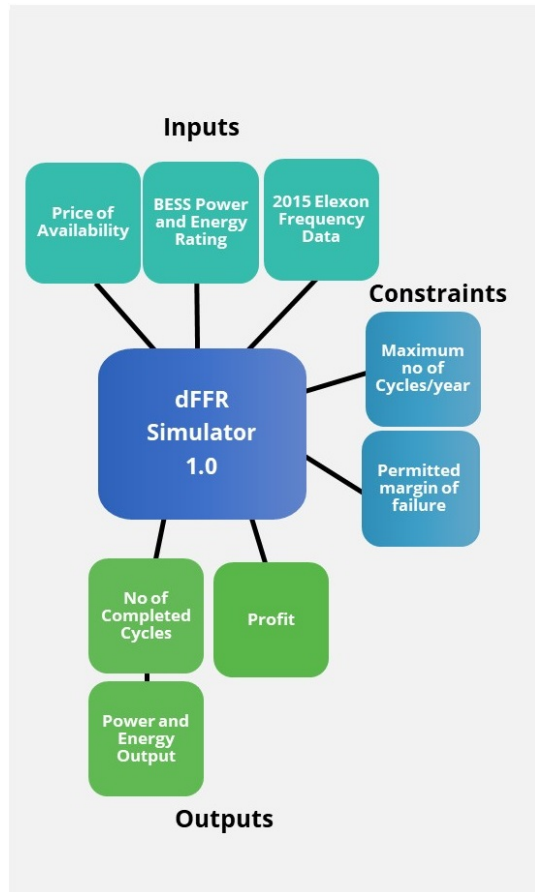 Inputs
Price of
Availability
BESS Power
and Energy
Rating
2015 Elexon
Frequency
Data
Constraints
Maximum
no of
Cycles/year
Permitted
margin of
failure
dFFR
Simulator
1.0
No of
Completed
Cycles
Profit
Power and
Energy
Output
Outputs